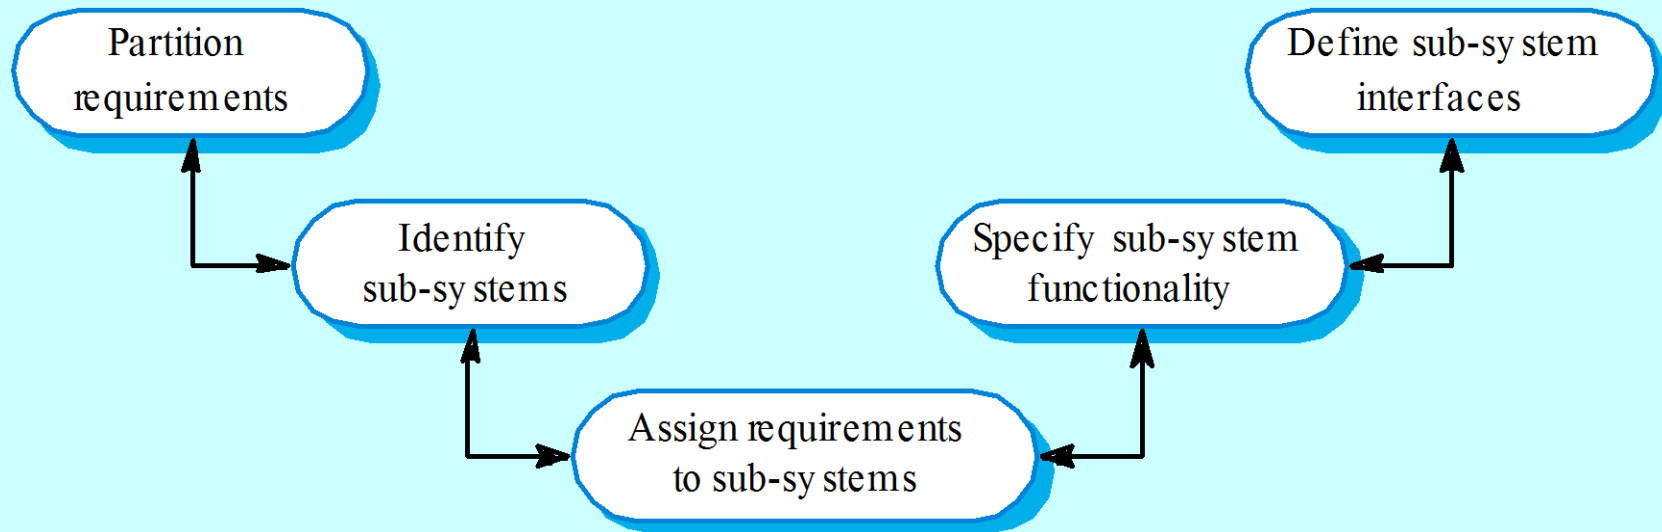 Partition
requirements
Identify
sub-systems
Assign requirements
to sub-systems
Specify sub-system
functionality
Define sub-system
interfaces